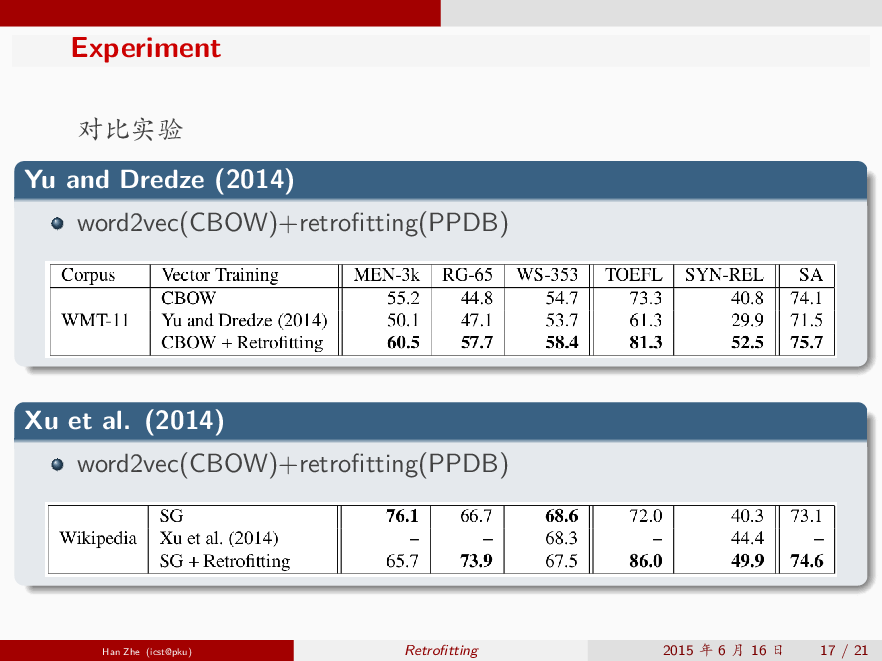 Experiment
对比实验
Yu and Dredze (2014)
word2vec(CBOW)+retrofitting(PPDB)
Corpus Vector Training MEN-3k RG-65 WS-353 TOEFL SYN-REL SA
CBOW 55.2 44.8 54.7 73.3 40.8 74.1
WMT-11 Yu and Dredze (2014) 50.1 47.1 53.7 61.3 29.9 71.5
CBOW + Retrofitting 60.5 57.7 58.4 81.3 52.5 75.7
Xu et al. (2014)
word2vec(CBOW)+retrofitting(PPDB)
SG 76.1 66.7 68.6 72.0 40.3 73.1
Wikipedia Xu et al. (2014) – – 68.3 – 44.4 –
SG + Retrofitting 65.7 73.9 67.5 86.0 49.9 74.6
Han Zhe (icst@pku) Retrofitting 2015 年 6 月 16 日 17 / 21